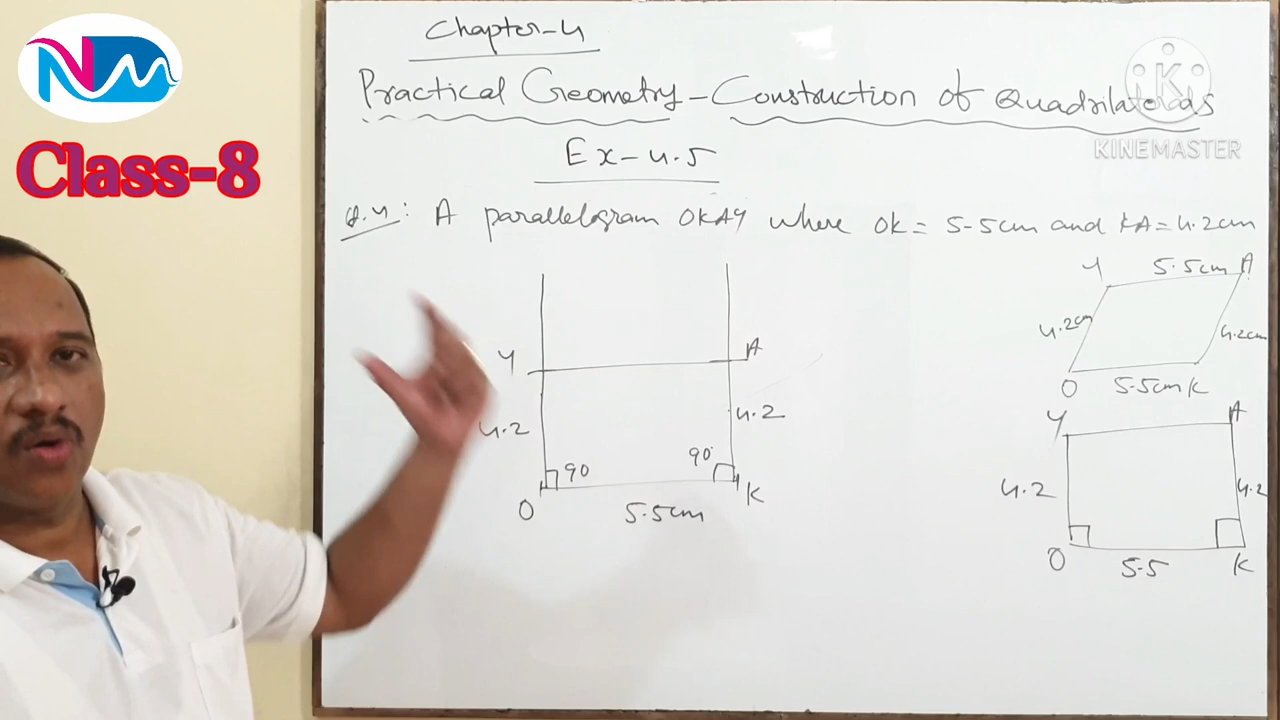 NDM
Class-8
KINEMASTER
Chapter-4
Practical Geometry - Construction of Quadrilaterals
Ex-4.5
Q.4: A parallelogram OKAY where OK = 5.5cm and KA = 4.2cm
Y A
4.2 4.2
90 90°
O K
5.5cm
Y 5.5cm A
4.2cm 4.2cm
O 5.5cm K
Y A
4.2 4.2
O 5.5 K